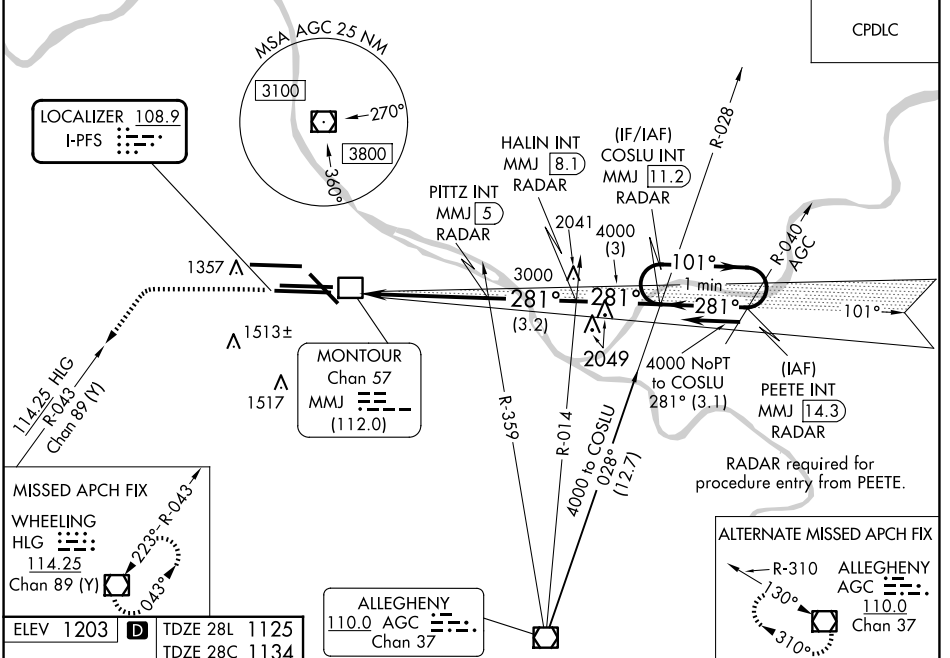 CPDLC
MSA AGC 25 NM
3100
270°
3800
360°
LOCALIZER 108.9
I-PFS
HALIN INT
MMJ 8.1
RADAR
(IF/IAF)
COSLU INT
MMJ 11.2
RADAR
R-028
PITTZ INT
MMJ 5
RADAR
2041
4000
(3)
R-040
AGC
1357
3000
101°
1 min
281°
281°
281°
101°
(3.2)
1513±
2049
4000 NoPT
to COSLU
281° (3.1)
(IAF)
PEETE INT
MMJ 14.3
RADAR
MONTOUR
Chan 57
MMJ
(112.0)
1517
114.25 HLG
R-043
Chan 89 (Y)
R-359
R-014
4000 to COSLU
028°
(12.7)
RADAR required for
procedure entry from PEETE.
MISSED APCH FIX
WHEELING
HLG
114.25
Chan 89 (Y)
223°
R-043
043°
ALTERNATE MISSED APCH FIX
R-310
130°
310°
ALLEGHENY
AGC
110.0
Chan 37
ALLEGHENY
110.0 AGC
Chan 37
ELEV 1203
D
TDZE 28L 1125
TDZE 28C 1134